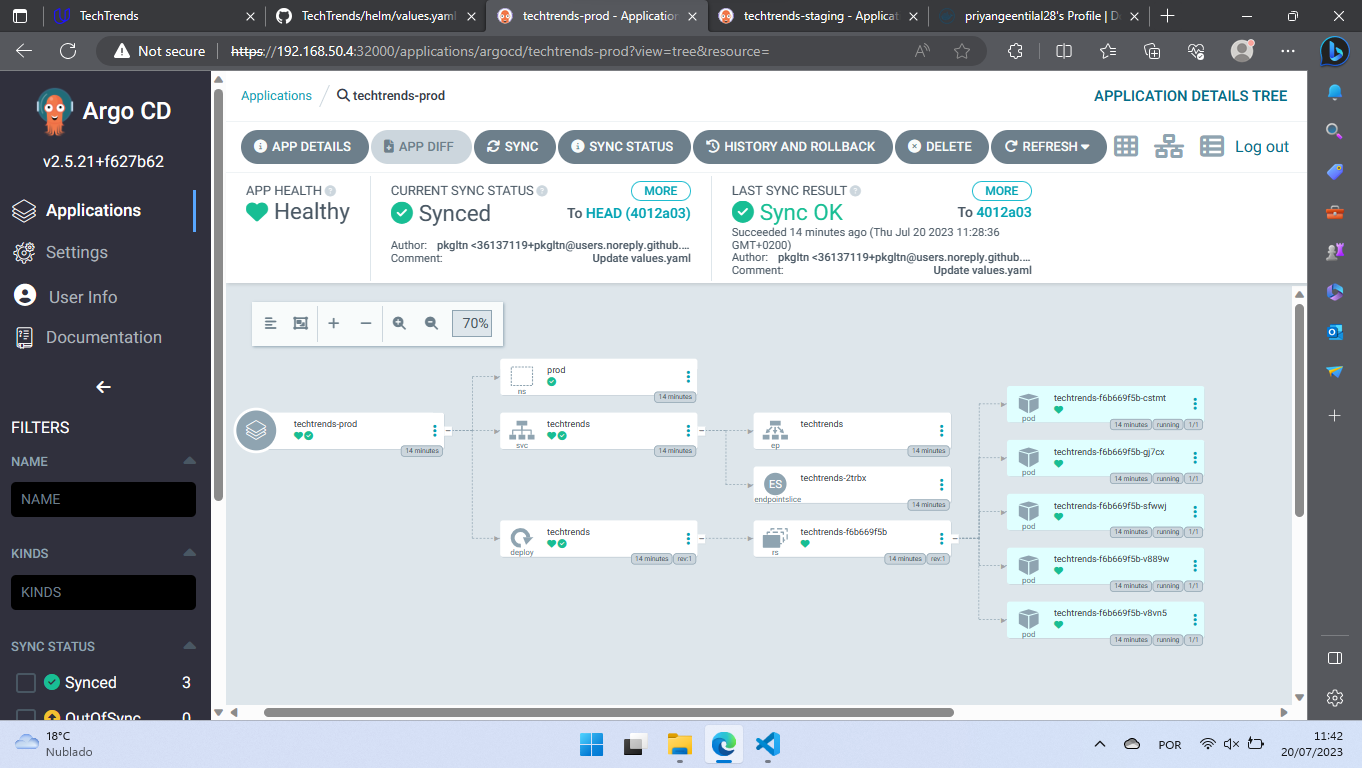 TechTrends
TechTrends/helm/values.yaml
techtrends-prod - Application
techtrends-staging - Applicat
priyangeentilal28's Profile | Do
Not secure
https://192.168.50.4:32000/applications/argocd/techtrends-prod?view=tree&resource=
Argo CD
v2.5.21+f627b62
Applications
Settings
User Info
Documentation
FILTERS
NAME
NAME
KINDS
KINDS
SYNC STATUS
Synced 3
OutOfSync 0
Applications
techtrends-prod
APPLICATION DETAILS TREE
APP DETAILS
APP DIFF
SYNC
SYNC STATUS
HISTORY AND ROLLBACK
DELETE
REFRESH
Log out
APP HEALTH
Healthy
CURRENT SYNC STATUS
MORE
Synced
To HEAD (4012a03)
Author: pkgltn <36137119+pkgltn@users.noreply.github....
Comment: Update values.yaml
LAST SYNC RESULT
MORE
Sync OK
To 4012a03
Succeeded 14 minutes ago (Thu Jul 20 2023 11:28:36
GMT+0200)
Author: pkgltn <36137119+pkgltn@users.noreply.github....
Comment: Update values.yaml
70%
techtrends-prod
14 minutes
prod
ns
14 minutes
techtrends
svc
14 minutes
techtrends
deploy
14 minutes rev:1
techtrends
ep
14 minutes
ES
techtrends-2trbx
endpointslice
14 minutes
techtrends-f6b669f5b
rs
14 minutes rev:1
techtrends-f6b669f5b-cstmt
pod
14 minutes running 1/1
techtrends-f6b669f5b-gj7cx
pod
14 minutes running 1/1
techtrends-f6b669f5b-sfwwj
pod
14 minutes running 1/1
techtrends-f6b669f5b-v889w
pod
14 minutes running 1/1
techtrends-f6b669f5b-v8vn5
pod
14 minutes running 1/1
18°C
Nublado
POR
11:42
20/07/2023